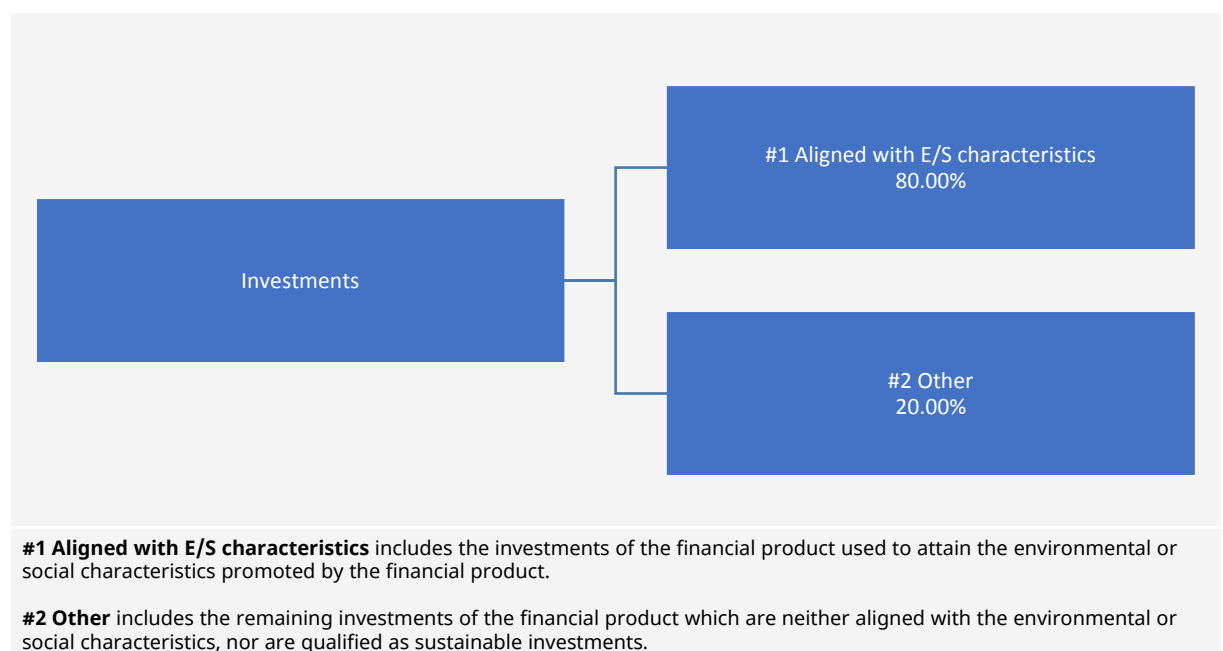 #1 Aligned with E/S characteristics
80.00%
Investments
#2 Other
20.00%
#1 Aligned with E/S characteristics includes the investments of the financial product used to attain the environmental or
social characteristics promoted by the financial product.
#2 Other includes the remaining investments of the financial product which are neither aligned with the environmental or
social characteristics, nor are qualified as sustainable investments.